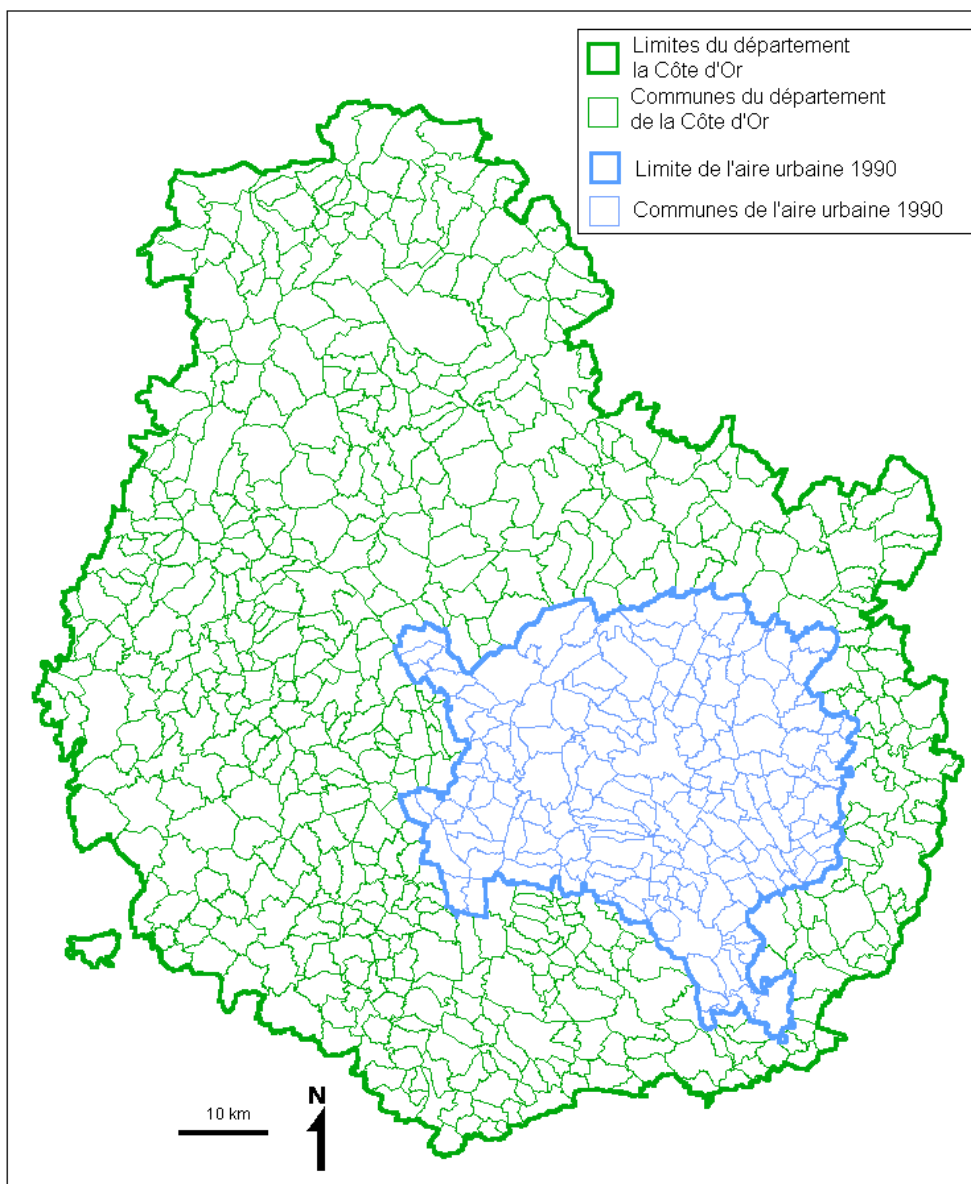 Limites du département
la Côte d'Or
Communes du département
de la Côte d'Or
Limite de l'aire urbaine 1990
Communes de l'aire urbaine 1990
10 km
N